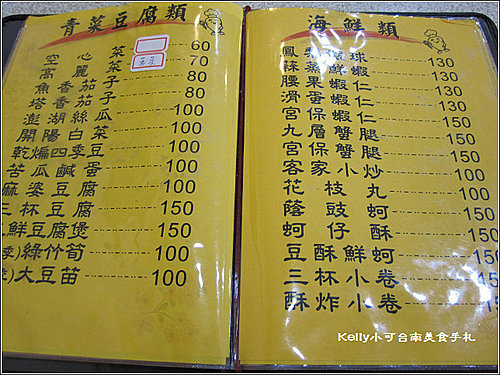 青菜豆腐類
空心菜 60
高麗菜 70
魚香茄子 80
塔香茄子 80
澎湖絲瓜 100
開陽白菜 100
乾煸四季豆 100
苦瓜鹹蛋 100
麻婆豆腐 100
三杯豆腐 150
鮮豆腐煲 150
季)綠竹筍 100
)大豆苗 100
海鮮類
鳳 球 130
蒜 鮮蝦 130
腰果蝦仁 130
滑蛋蝦仁 130
宮保蝦仁 130
九層蟹腿 150
宮保蟹腿 150
客家小炒 150
花枝丸 150
蔭豉蚵 150
蚵仔酥 150
豆酥鮮蚵 150
三杯小卷 15
酥炸小卷 15
Kelly小可台南美食手札